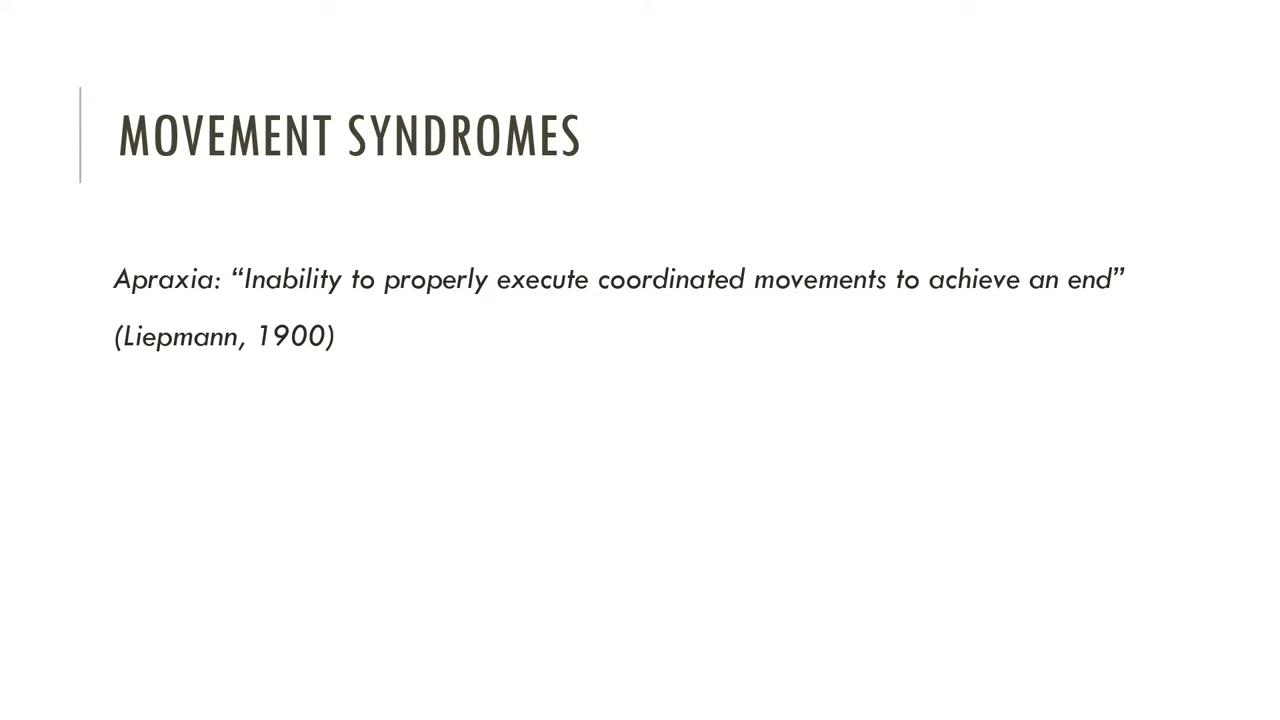 MOVEMENT SYNDROMES
Apraxia: “Inability to properly execute coordinated movements to achieve an end”
(Liepmann, 1900)